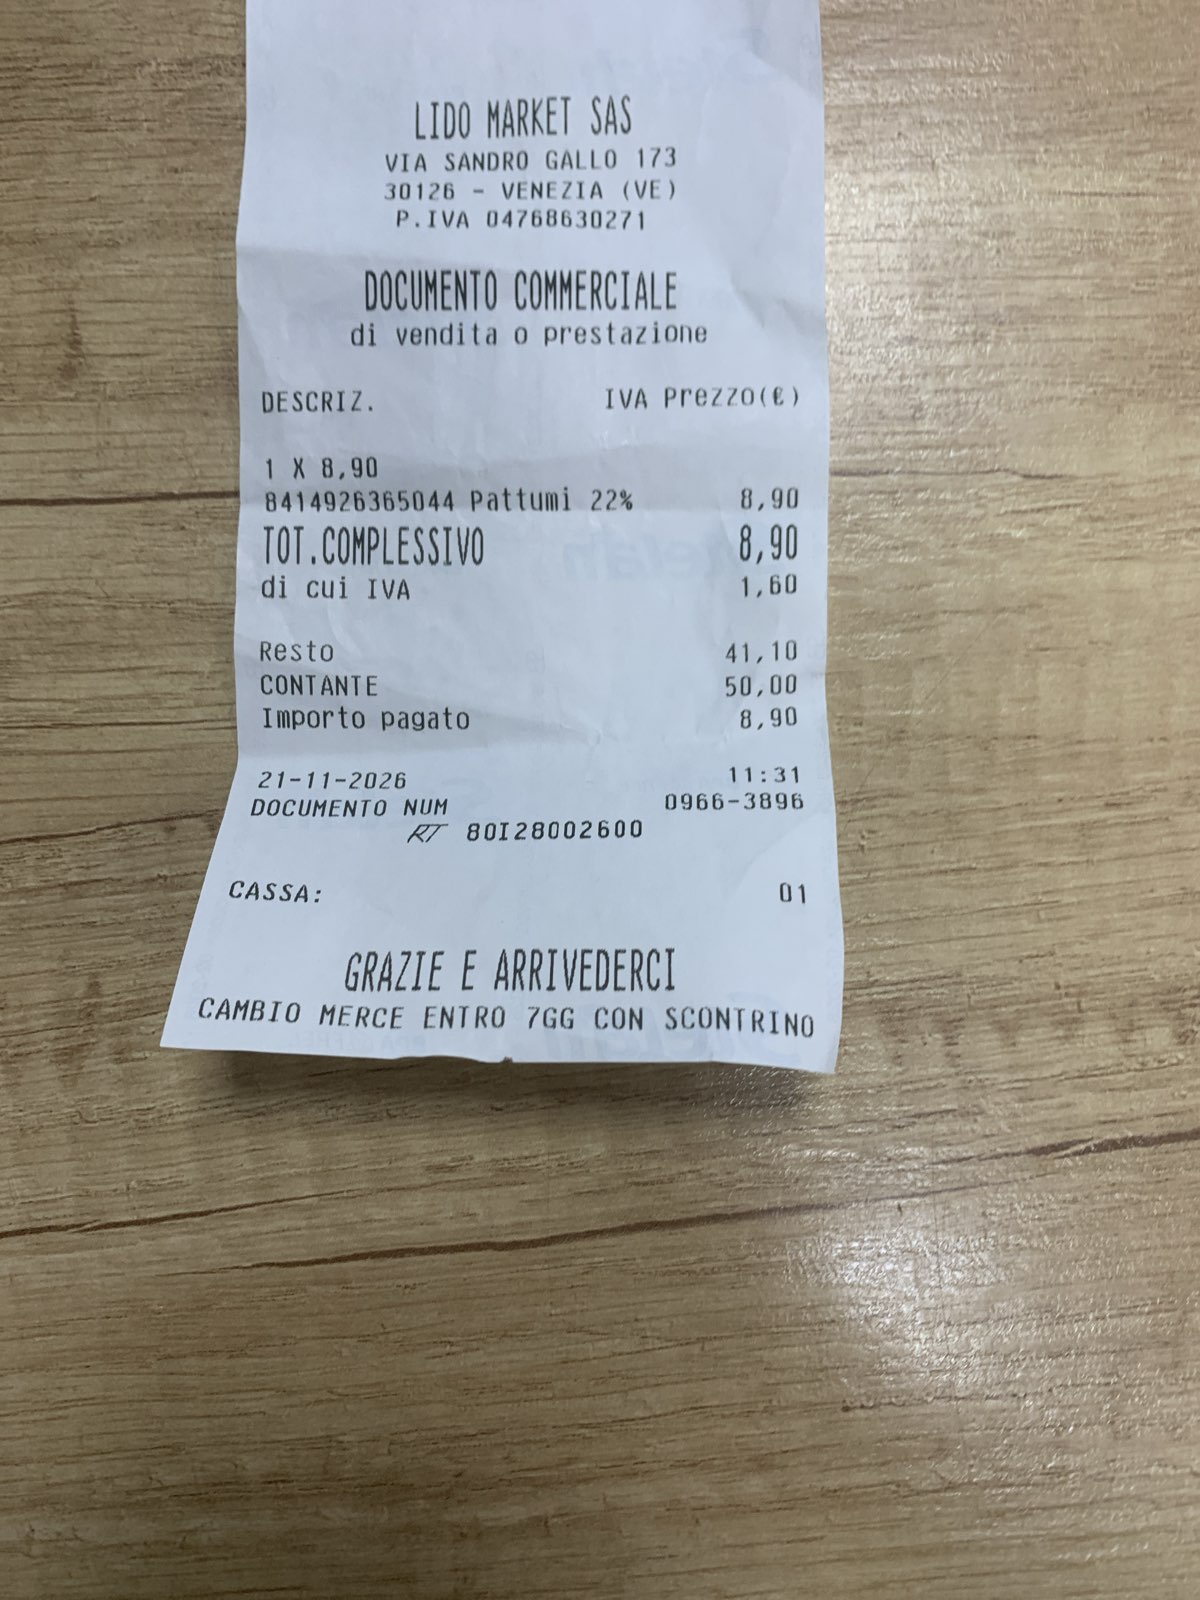 LIDO MARKET SAS
VIA SANDRO GALLO 173
30126 - VENEZIA (VE)
P.IVA 04768630271
DOCUMENTO COMMERCIALE
di vendita o prestazione
DESCRIZ. IVA Prezzo(€)
1 X 8,90
8414926365044 Pattumi 22% 8,90
TOT.COMPLESSIVO 8,90
di cui IVA 1,60
Resto 41,10
CONTANTE 50,00
Importo pagato 8,90
21-11-2026 11:31
DOCUMENTO NUM 0966-3896
RT 80I28002600
CASSA: 01
GRAZIE E ARRIVEDERCI
CAMBIO MERCE ENTRO 7GG CON SCONTRINO